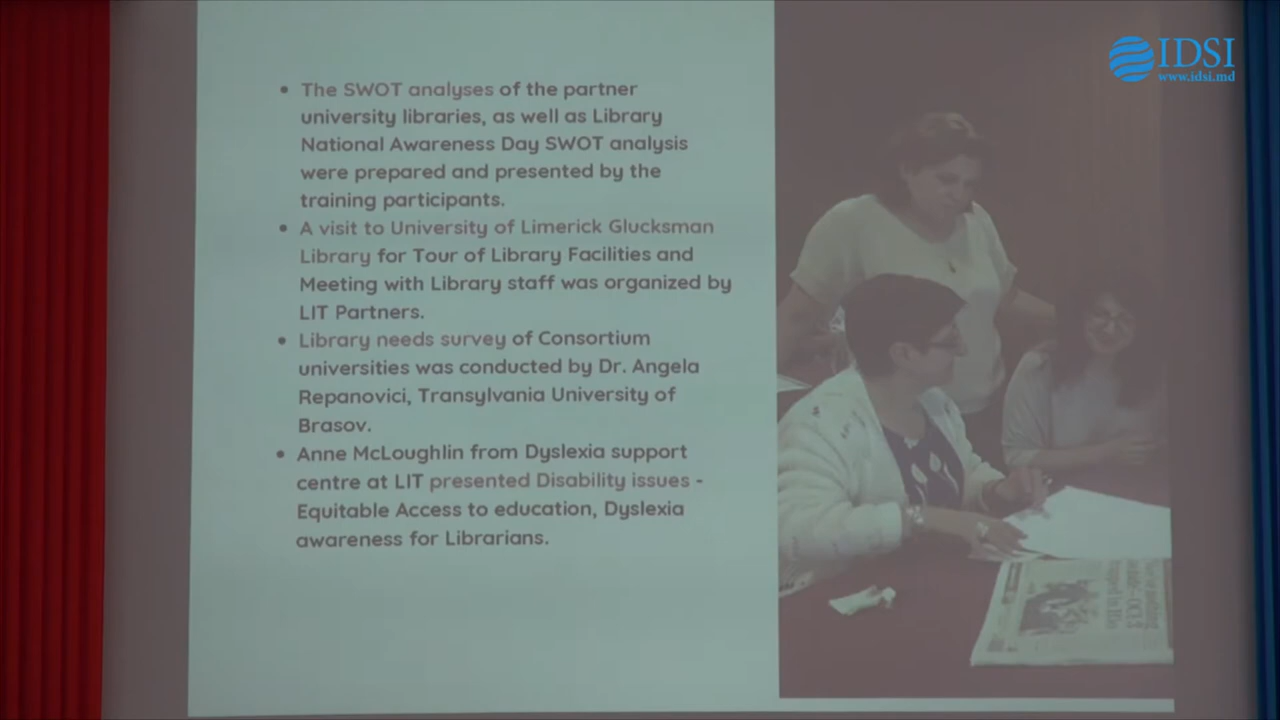 IDSI
www.idsi.md
• The SWOT analyses of the partner
university libraries, as well as Library
National Awareness Day SWOT analysis
were prepared and presented by the
training participants.
• A visit to University of Limerick Glucksman
Library for Tour of Library Facilities and
Meeting with Library staff was organized by
LIT Partners.
• Library needs survey of Consortium
universities was conducted by Dr. Angela
Repanovici, Transylvania University of
Brasov.
• Anne McLoughlin from Dyslexia support
centre at LIT presented Disability issues -
Equitable Access to education, Dyslexia
awareness for Librarians.